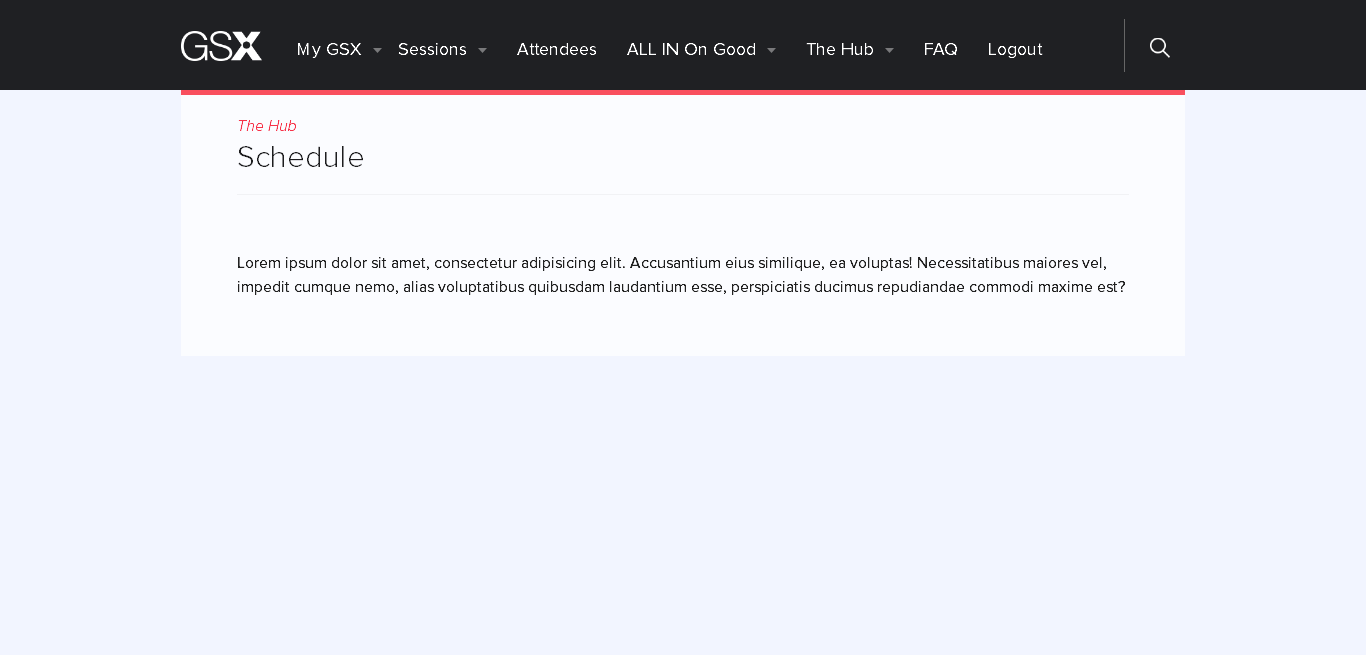 GSX My GSX Sessions Attendees ALL IN On Good The Hub FAQ Logout
The Hub
Schedule
Lorem ipsum dolor sit amet, consectetur adipisicing elit. Accusantium eius similique, ea voluptas! Necessitatibus maiores vel,
impedit cumque nemo, alias voluptatibus quibusdam laudantium esse, perspiciatis ducimus repudiandae commodi maxime est?